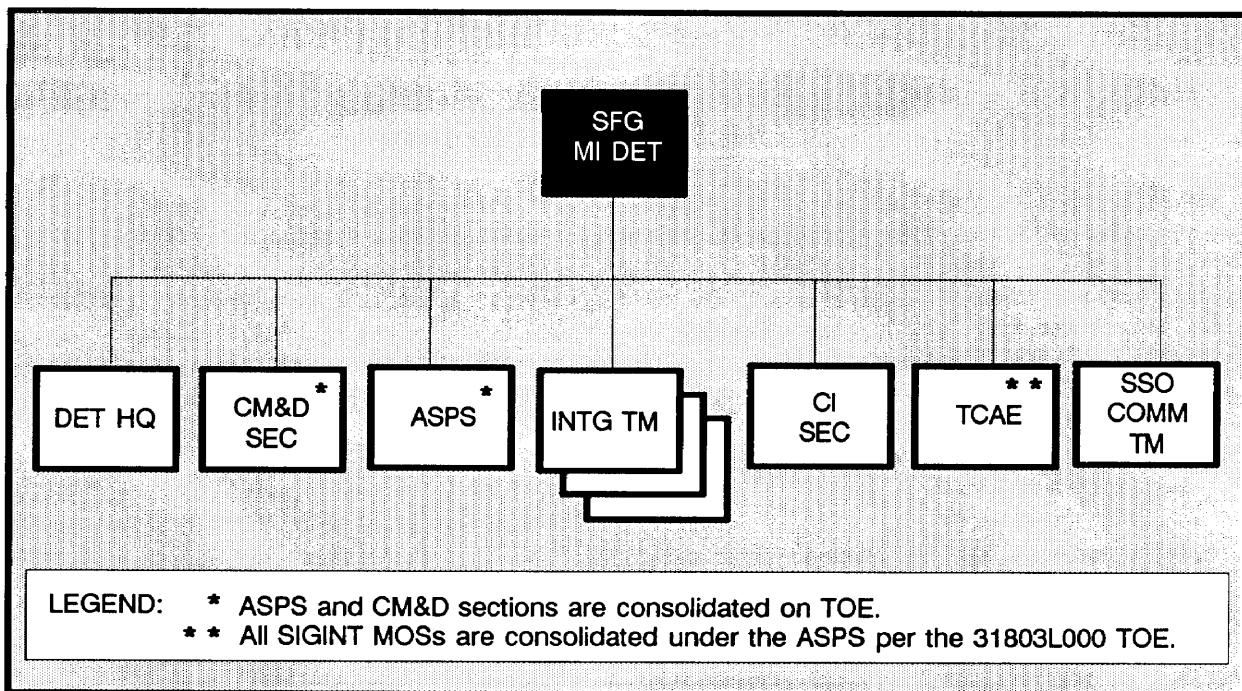 SFG
MI DET
DET HQ
CM&D *
SEC
ASPS *
INTG TM
CI
SEC
* *
TCAE
SSO
COMM
TM
LEGEND: * ASPS and CM&D sections are consolidated on TOE.
* * All SIGINT MOSs are consolidated under the ASPS per the 31803L000 TOE.